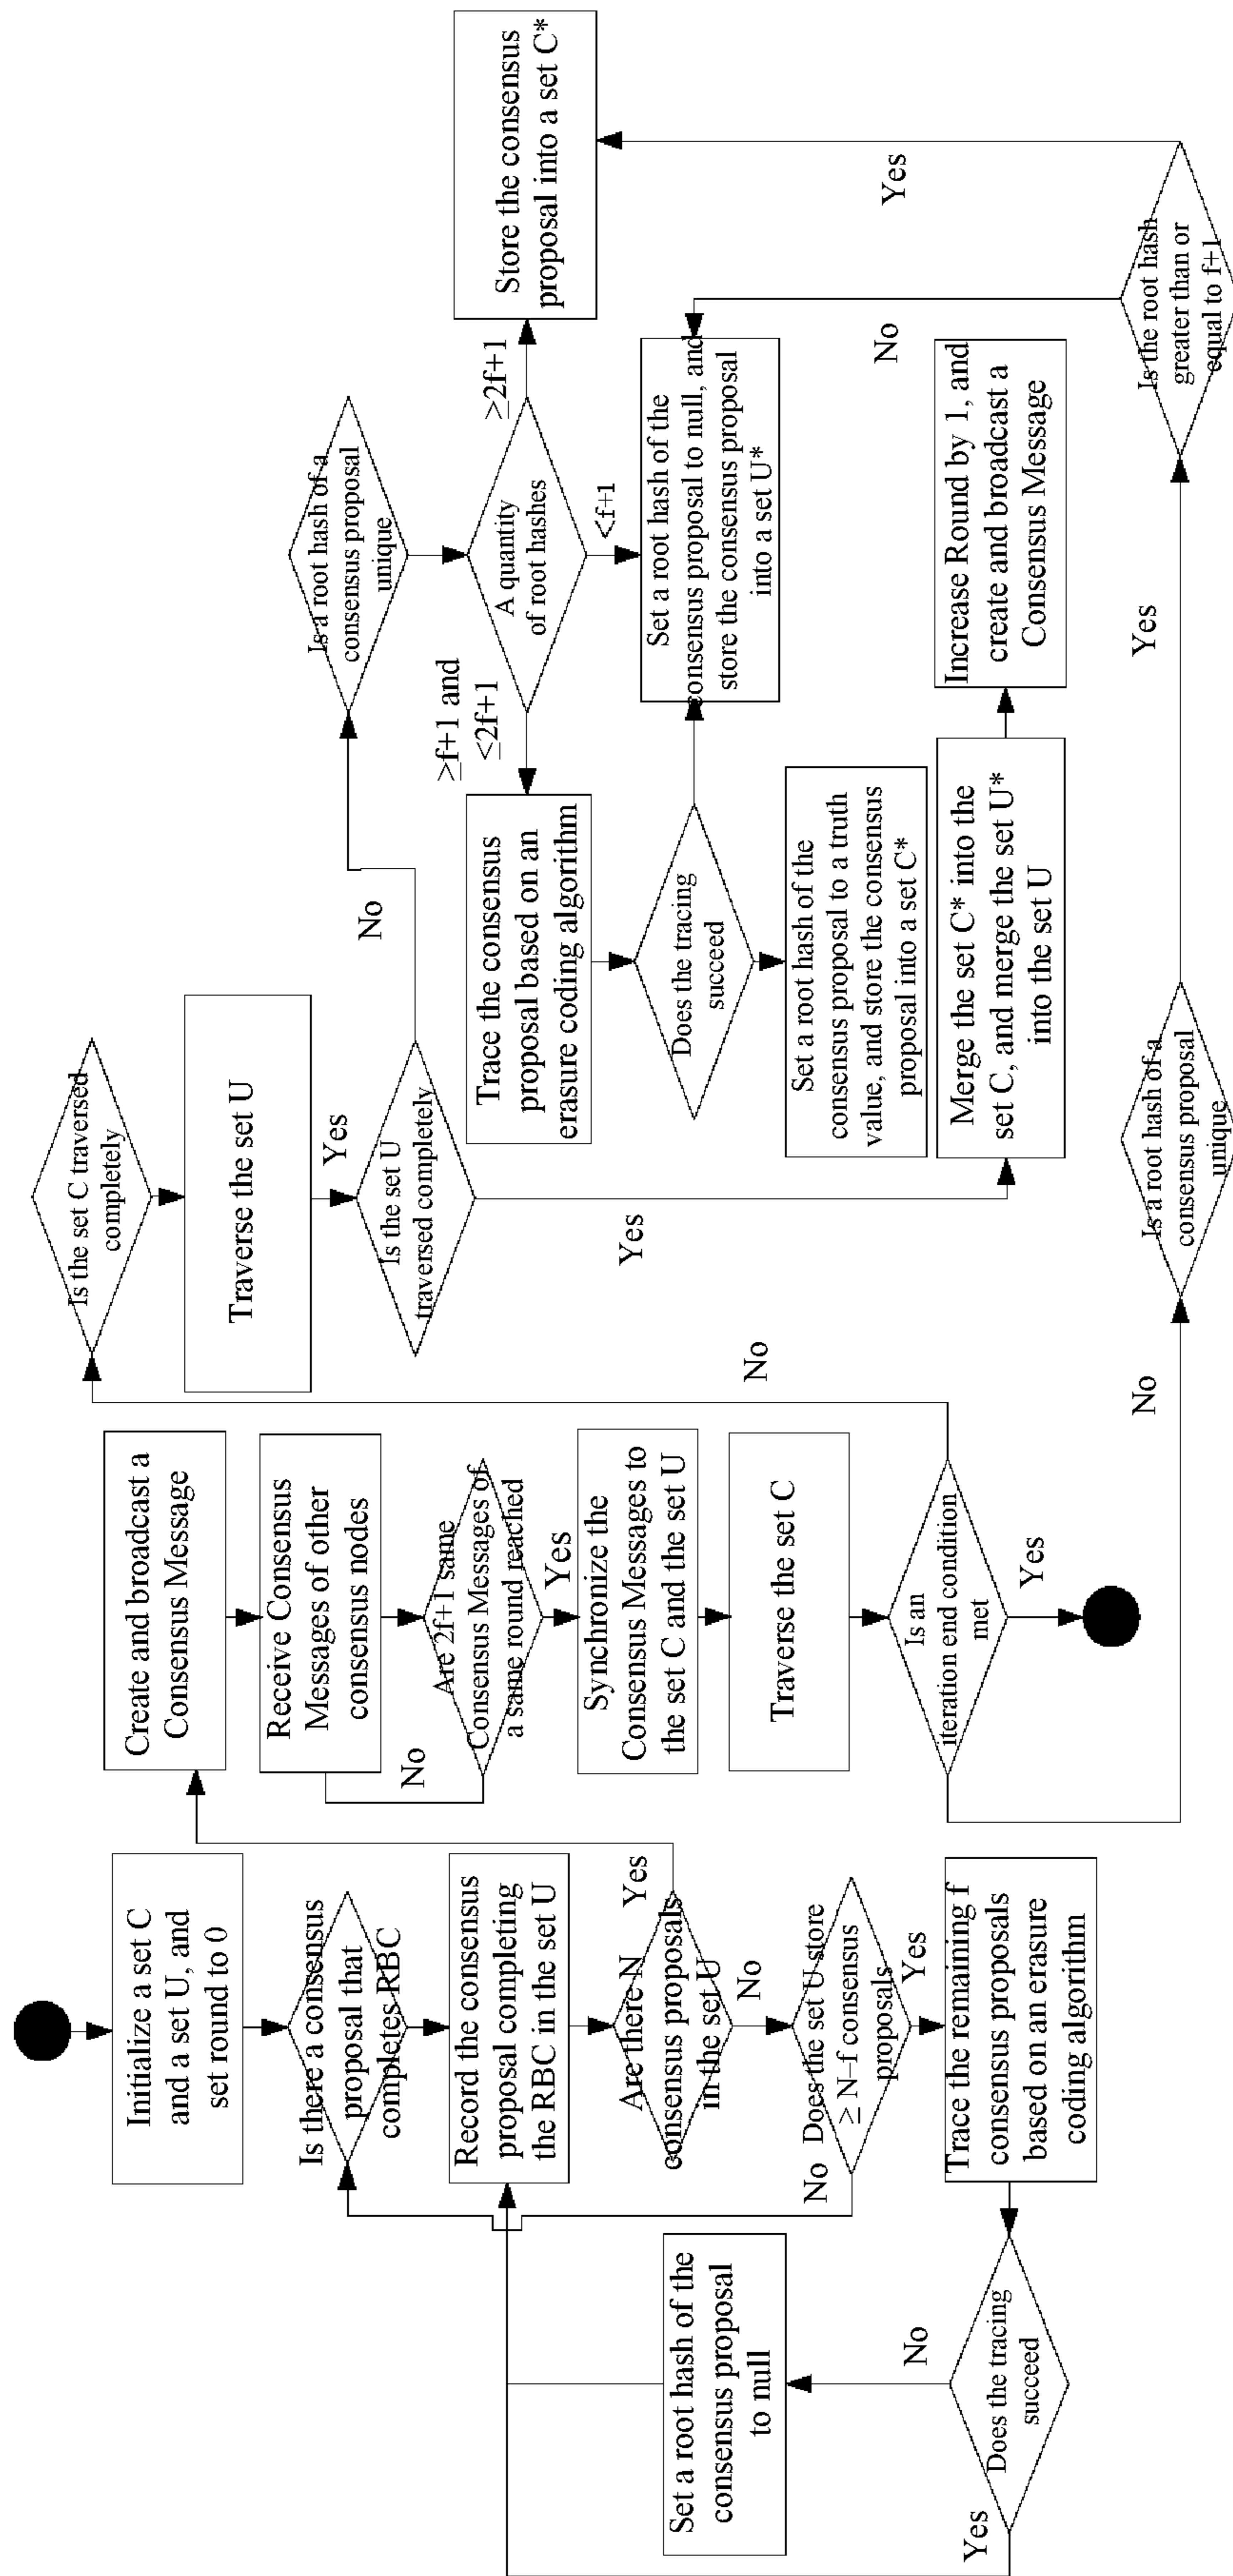 Initialize a set C
and a set U, and
set round to 0
Is there a consensus
proposal that
completes RBC
Record the consensus
proposal completing
the RBC in the set U
Are there N
consensus proposals
in the set U
Yes
No
Does the set U store
≥ N−f consensus
proposals
No
Yes
Trace the remaining f
consensus proposals
based on an erasure
coding algorithm
Does the tracing
succeed
No
Yes
Set a root hash of the
consensus proposal
to null
Create and broadcast a
Consensus Message
Receive Consensus
Messages of other
consensus nodes
Are 2f+1 same
Consensus Messages of
a same round reached
No
Yes
Synchronize the
Consensus Messages to
the set C and the set U
Traverse the set C
Is an
iteration end condition
met
Yes
No
No
Is the set C traversed
completely
Traverse the set U
Yes
Is the set U
traversed completely
No
Yes
Is a root hash of a
consensus proposal
unique
A quantity
of root hashes
≥2f+1
<f+1
≥f+1 and
≤2f+1
Store the consensus
proposal into a set C*
Trace the consensus
proposal based on an
erasure coding algorithm
Does the tracing
succeed
Set a root hash of the
consensus proposal to null, and
store the consensus proposal
into a set U*
Set a root hash of the
consensus proposal to a truth
value, and store the consensus
proposal into a set C*
Merge the set C* into the
set C, and merge the set U*
into the set U
Increase Round by 1, and
create and broadcast a
Consensus Message
Is a root hash of a
consensus proposal
unique
Yes
Is the root hash
greater than or
equal to f+1
No
Yes